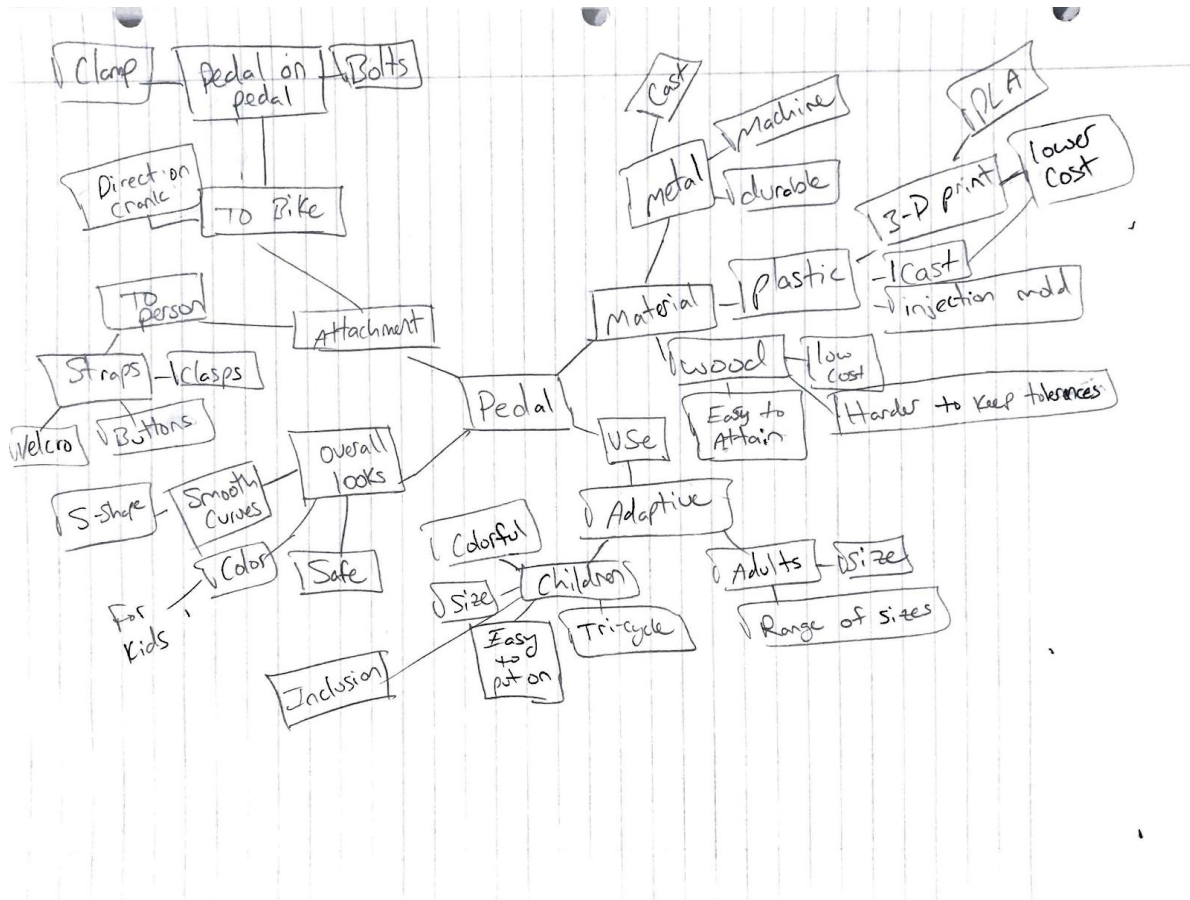 Clamp
Pedal on
pedal
Bolts
Direction
crank
TO Bike
TO
person
Attachment
Straps
Clasps
Velcro
Buttons
Overall
looks
Smooth
Curves
S-shape
Color
For
Kids
Safe
Pedal
Cast
Machine
Metal
durable
PLA
3-D print
lower
cost
Plastic
Cast
injection mold
Material
Wood
low
cost
Easy to
Attain
Harder to keep tolerences
Use
Adaptive
Colorful
Size
Children
Easy
to
put on
Tri-cycle
Inclusion
Adults
Size
Range of sizes